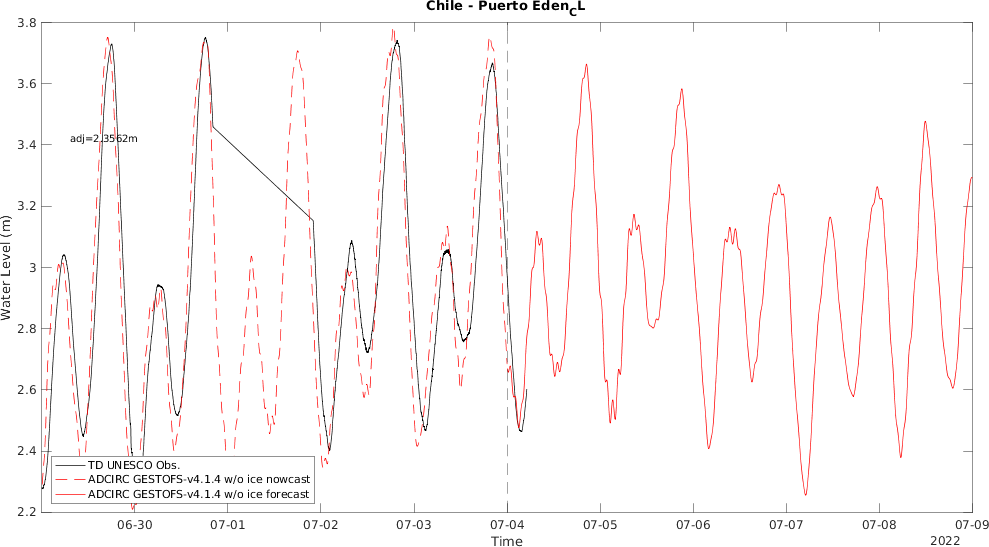 Chile - Puerto Eden_CL
3.8
3.6
3.4
3.2
3
2.8
2.6
2.4
2.2
Water Level (m)
adj=2.3562m
TD UNESCO Obs.
ADCIRC GESTOFS-v4.1.4 w/o ice nowcast
ADCIRC GESTOFS-v4.1.4 w/o ice forecast
06-30 07-01 07-02 07-03 07-04 07-05 07-06 07-07 07-08 07-09
Time
2022